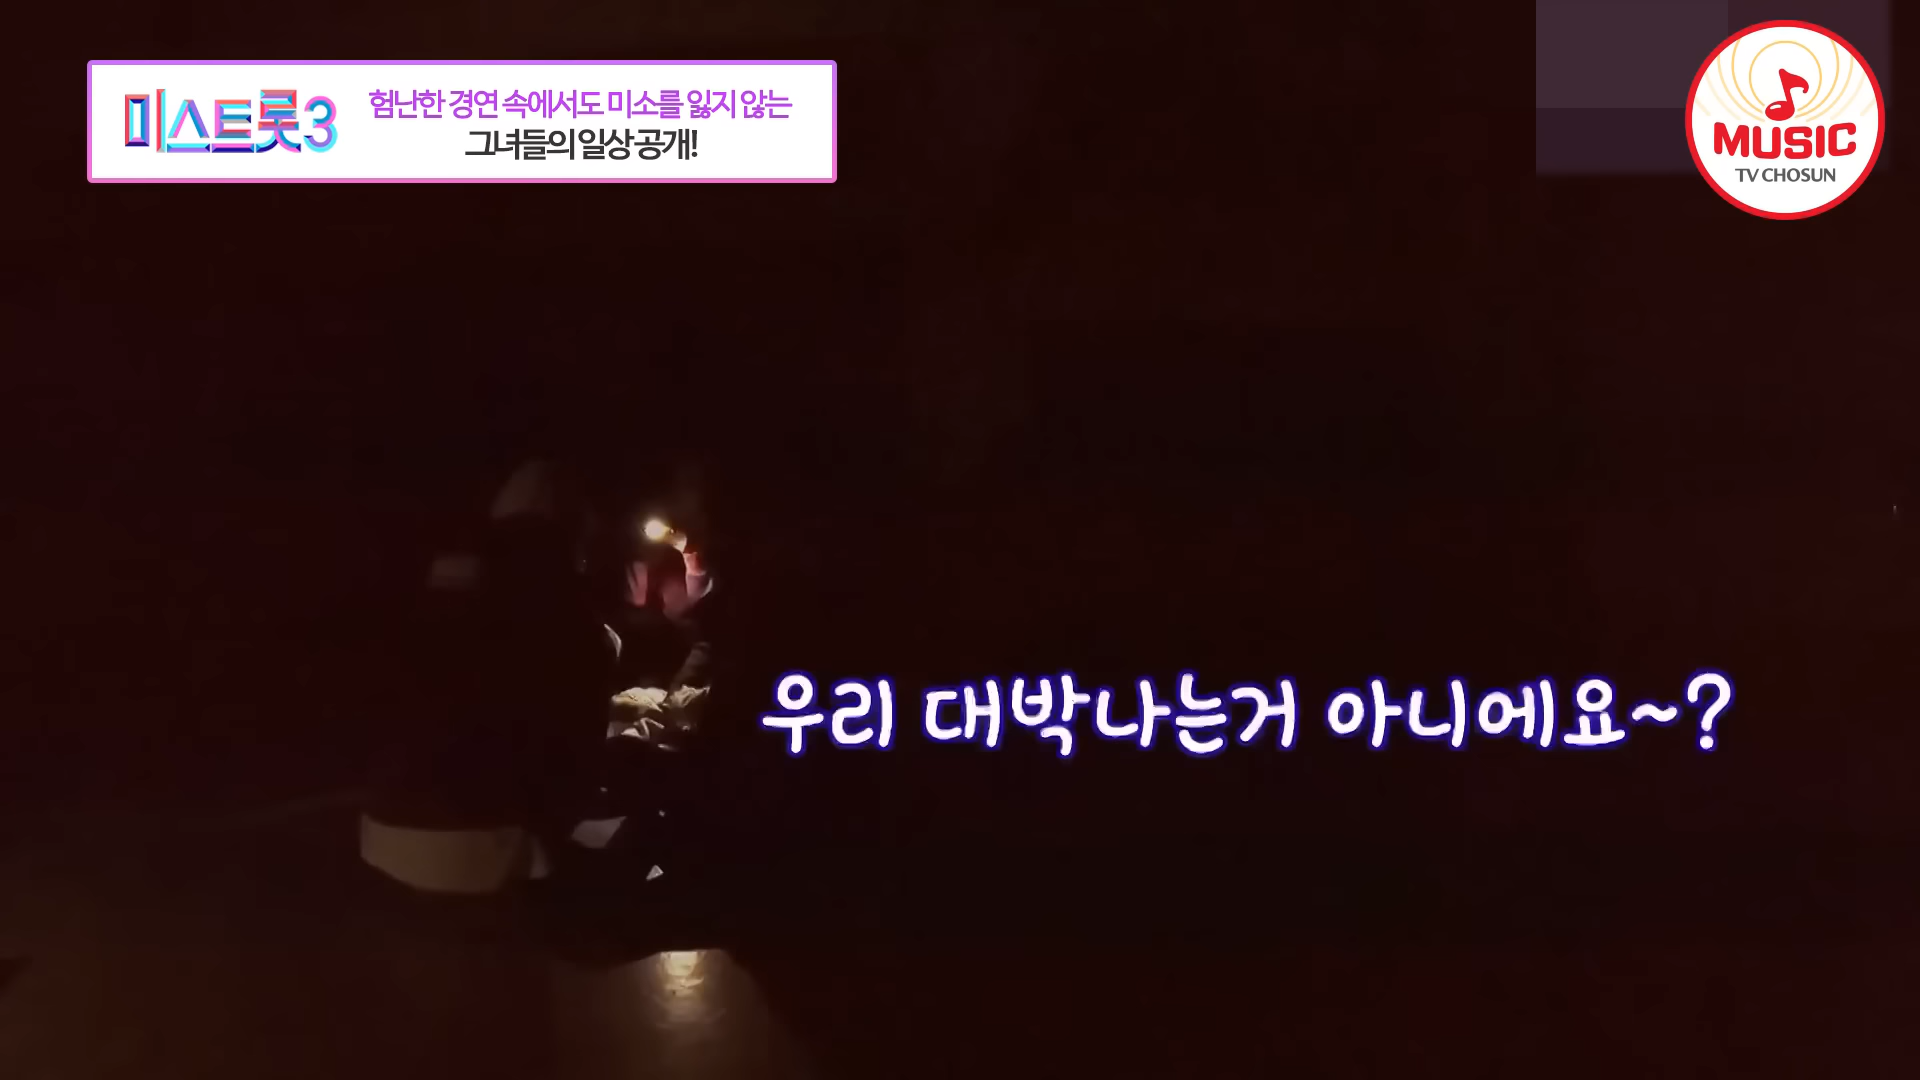 미스트롯3
험난한 경연 속에서도 미소를 잃지 않는
그녀들의 일상 공개!
MUSIC
TV CHOSUN
우리 대박나는거 아니에요~?